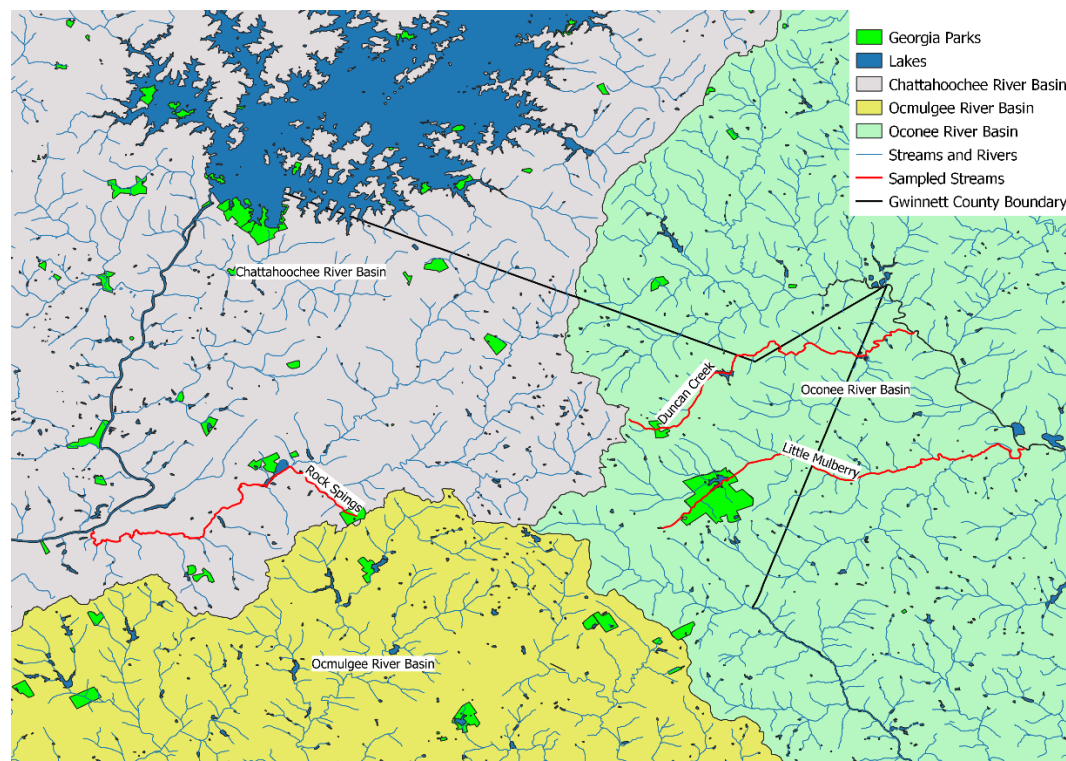 Georgia Parks
Lakes
Chattahoochee River Basin
Ocmulgee River Basin
Oconee River Basin
Streams and Rivers
Sampled Streams
Gwinnett County Boundary
Chattahoochee River Basin
Duncan Creek
Oconee River Basin
Little Mulberry
Rock Spings
Ocmulgee River Basin